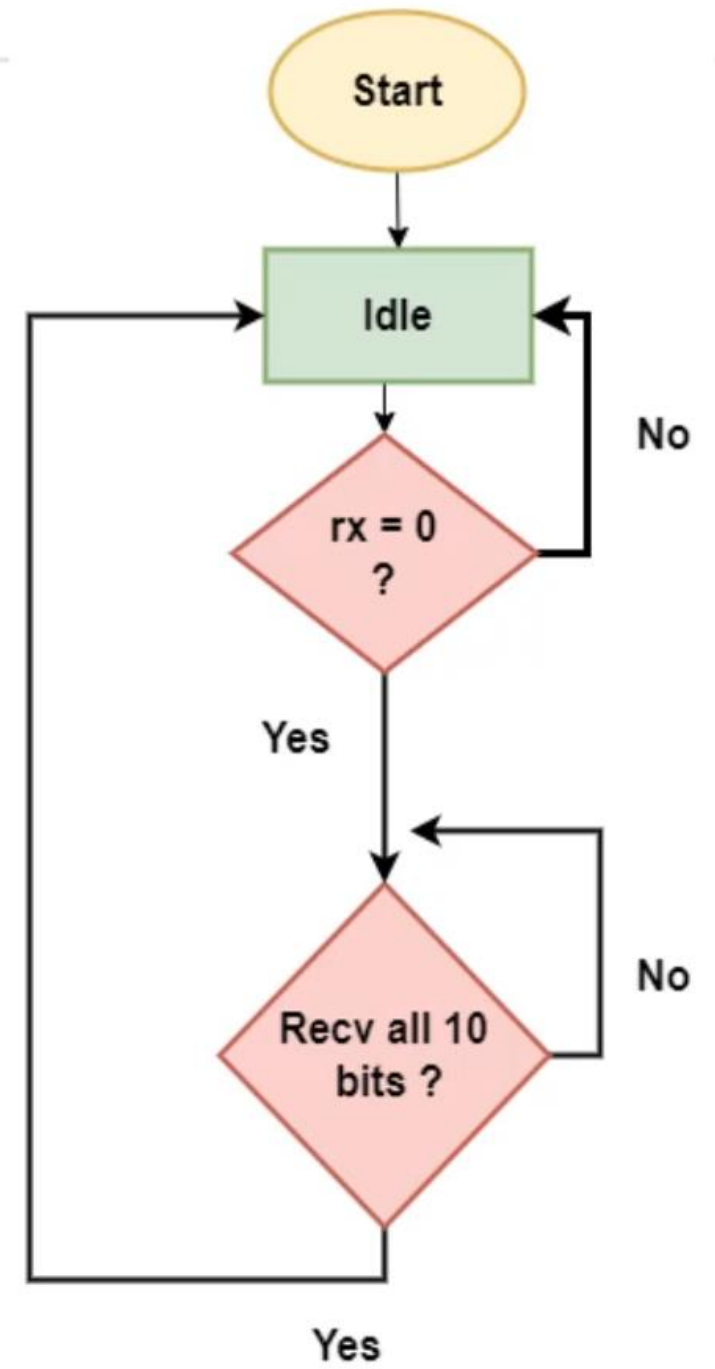 Start
Idle
No
rx = 0
?
Yes
No
Recv all 10
bits ?
Yes